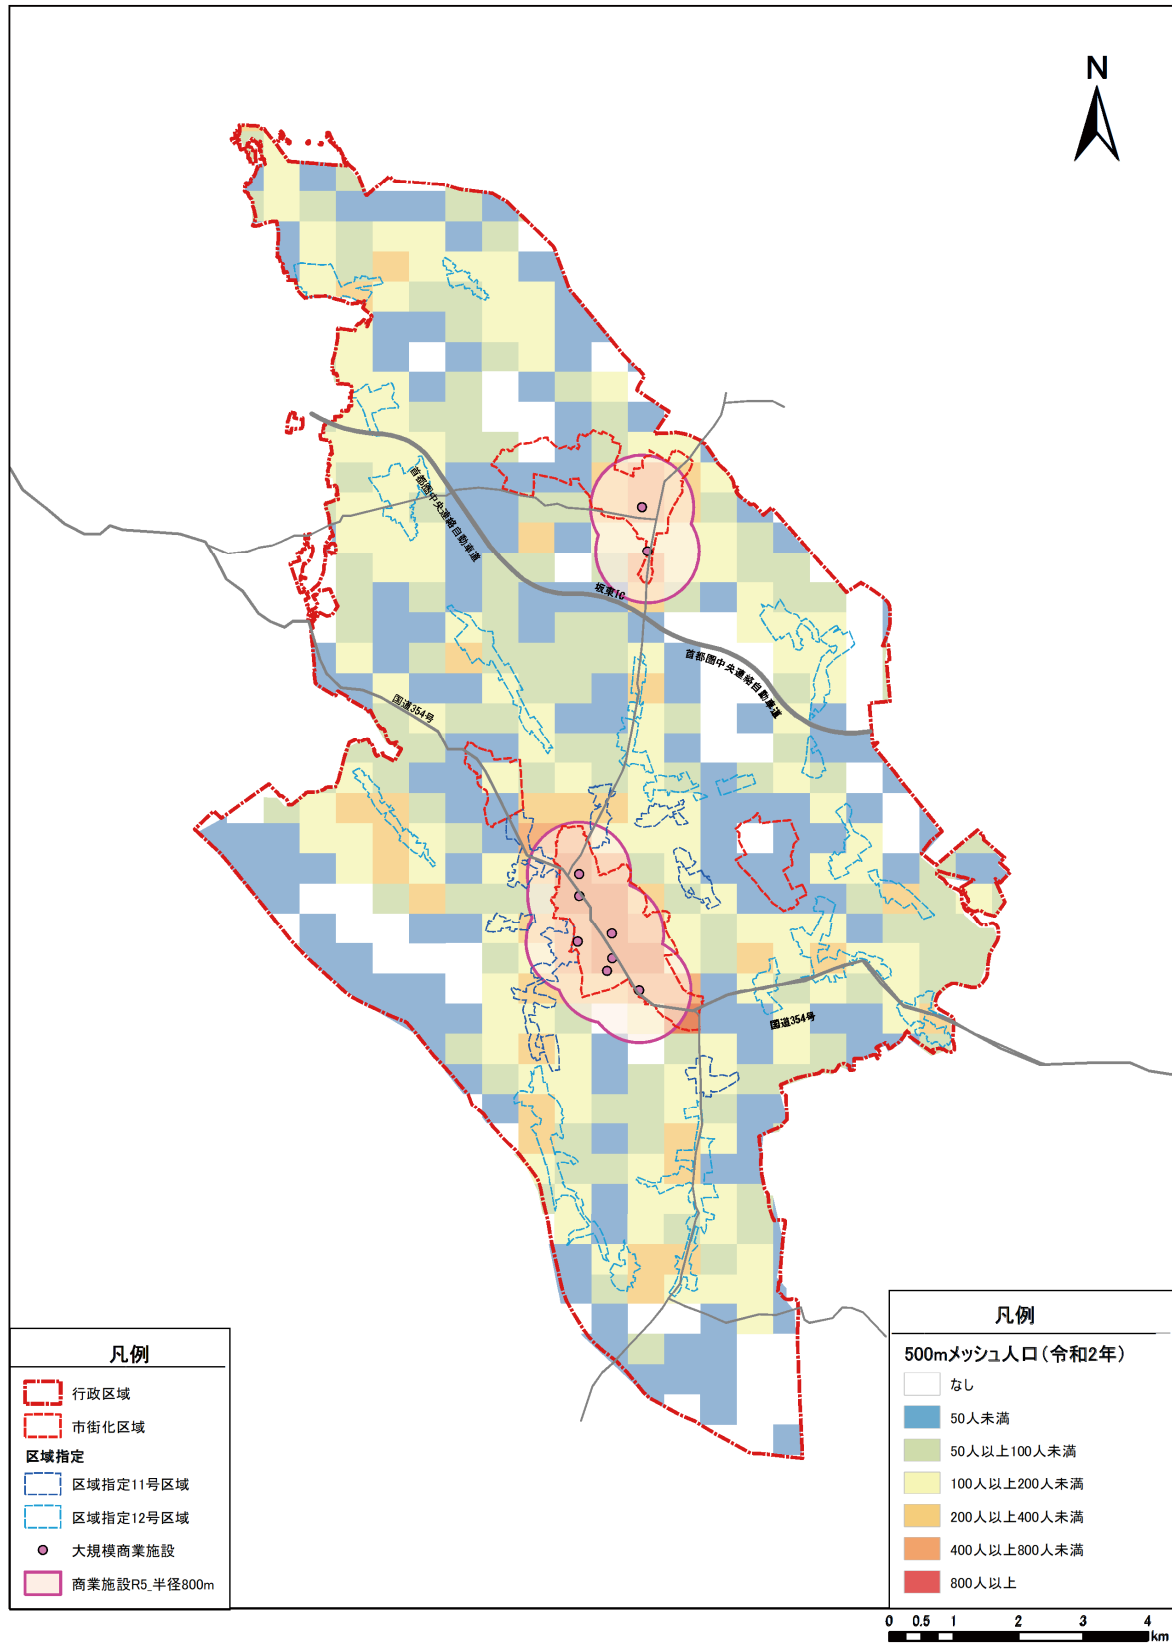 N
首都圏中央連絡自動車道
坂東IC
首都圏中央連絡自動車道
国道354号
国道354号
凡例
行政区域
市街化区域
区域指定
区域指定11号区域
区域指定12号区域
大規模商業施設
商業施設R5_半径800m
凡例
500mメッシュ人口(令和2年)
なし
50人未満
50人以上100人未満
100人以上200人未満
200人以上400人未満
400人以上800人未満
800人以上
0 0.5 1 2 3 4
km